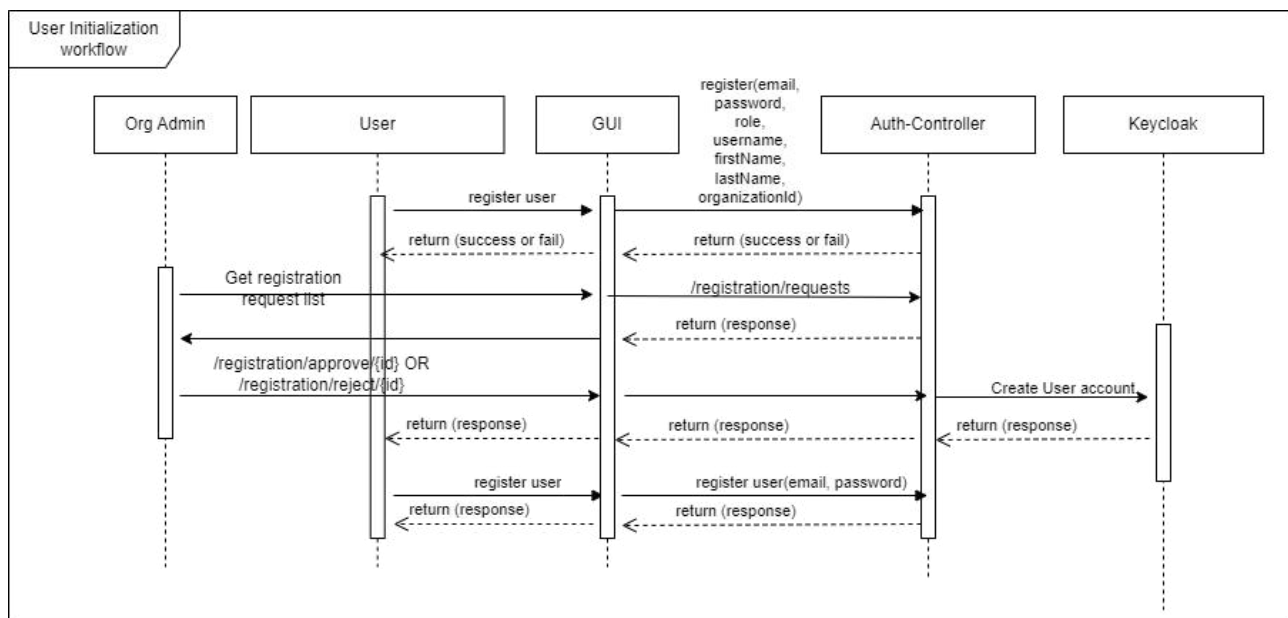 User Initialization
workflow
register(email,
password,
role,
username,
firstName,
lastName,
organizationId)
Org Admin
User
GUI
Auth-Controller
Keycloak
register user
return (success or fail)
return (success or fail)
Get registration
request list
/registration/requests
return (response)
/registration/approve/{id} OR
/registration/reject/{id}
Create User account
return (response)
return (response)
return (response)
register user
register user(email, password)
return (response)
return (response)